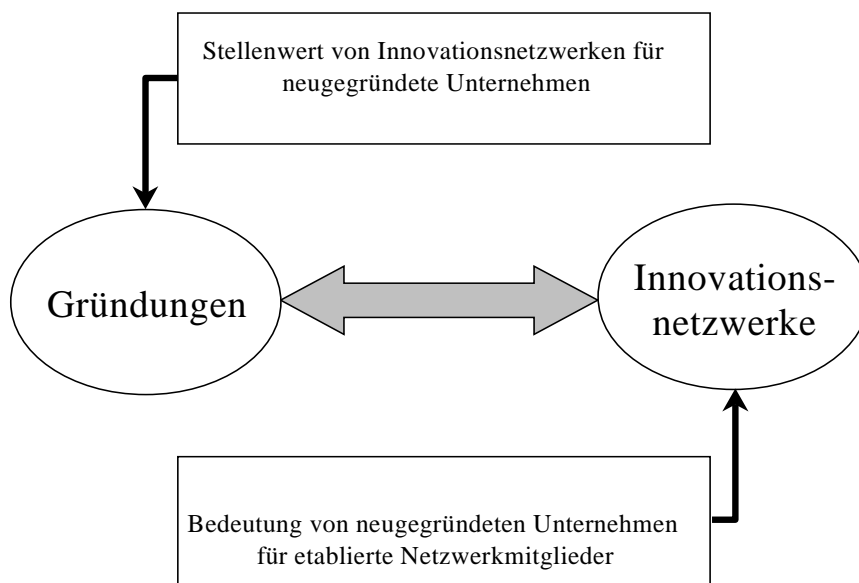 Stellenwert von Innovationsnetzwerken für
neugegründete Unternehmen
Gründungen
Innovations-
netzwerke
Bedeutung von neugegründeten Unternehmen
für etablierte Netzwerkmitglieder